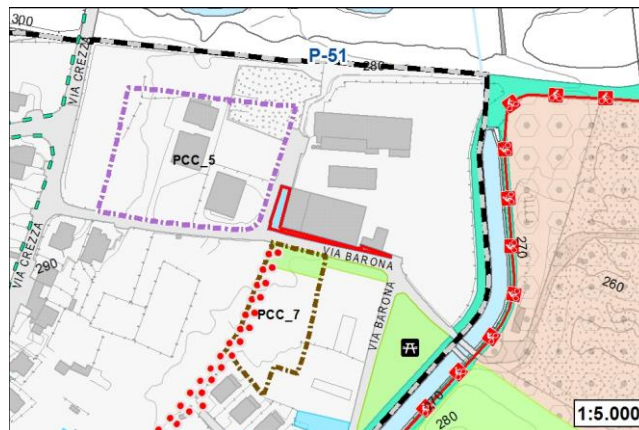 300
P-51
280
VIA CREZZA
PCC_5
VIA CREZZA
290
VIA BARONA
270
260
PCC_7
VIA BARONA
270
280
1:5.000